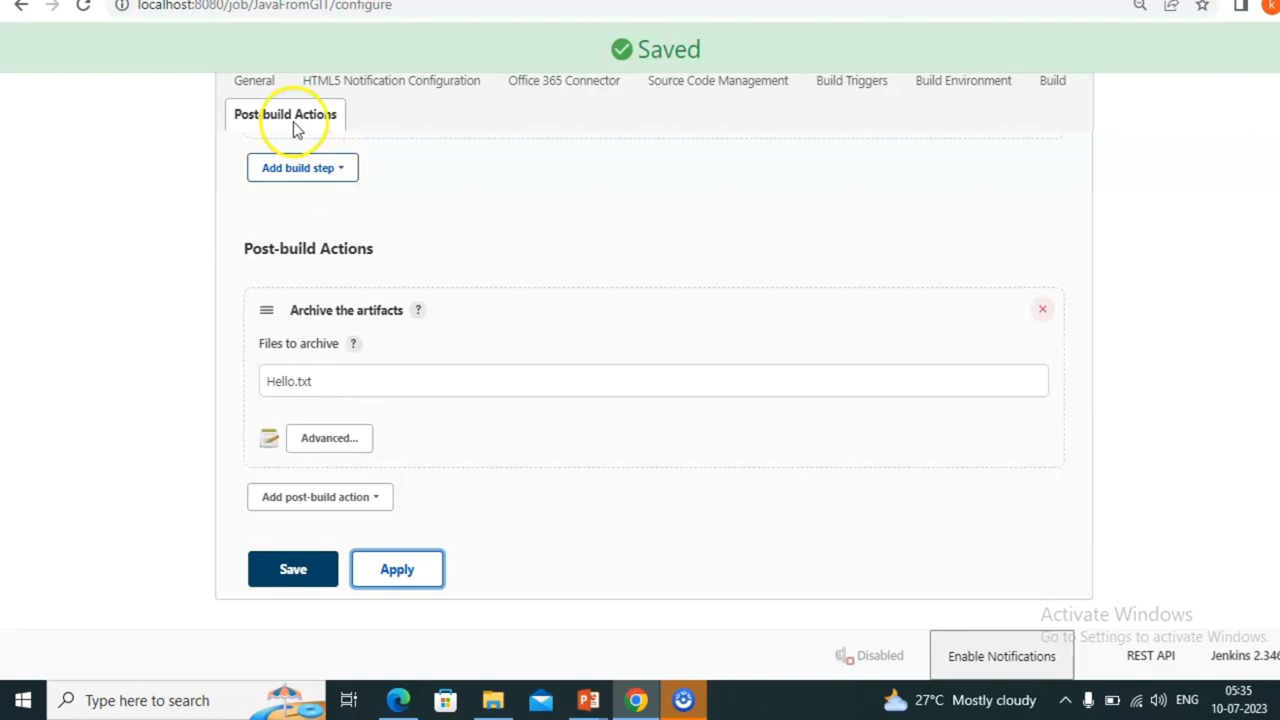 localhost:8080/job/JavaFromGIT/configure
Saved
General HTML5 Notification Configuration Office 365 Connector Source Code Management Build Triggers Build Environment Build
Post-build Actions
Add build step
Post-build Actions
Archive the artifacts ?
Files to archive ?
Hello.txt
Advanced...
Add post-build action
Save Apply
Activate Windows
Go to Settings to activate Windows.
Disabled Enable Notifications REST API Jenkins 2.346
Type here to search
27°C Mostly cloudy ENG 05:35
10-07-2023